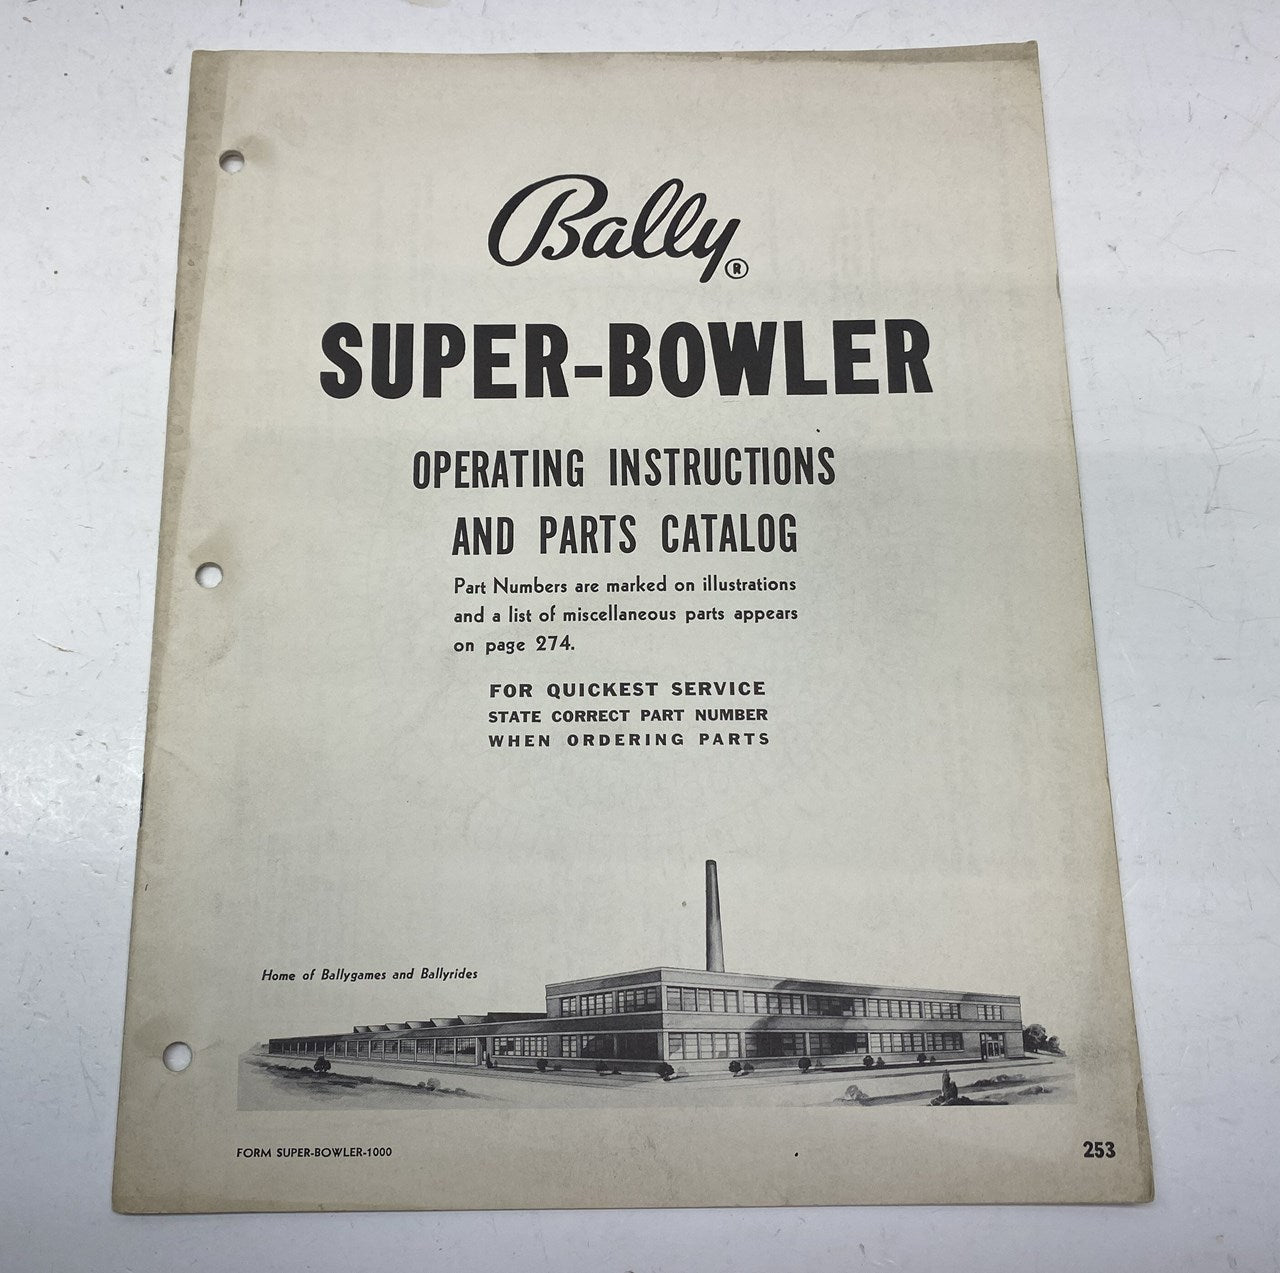 Bally®
SUPER-BOWLER
OPERATING INSTRUCTIONS
AND PARTS CATALOG
Part Numbers are marked on illustrations
and a list of miscellaneous parts appears
on page 274.
FOR QUICKEST SERVICE
STATE CORRECT PART NUMBER
WHEN ORDERING PARTS
Home of Ballygames and Ballyrides
FORM SUPER-BOWLER-1000
253